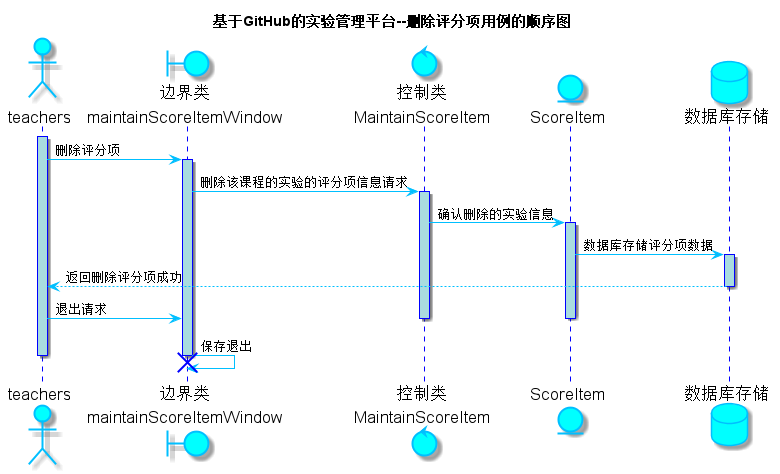 基于GitHub的实验管理平台--删除评分项用例的顺序图
teachers
边界类
maintainScoreItemWindow
控制类
MaintainScoreItem
ScoreItem
数据库存储
删除评分项
删除该课程的实验的评分项信息请求
确认删除的实验信息
数据库存储评分项数据
返回删除评分项成功
退出请求
保存退出
teachers
边界类
maintainScoreItemWindow
控制类
MaintainScoreItem
ScoreItem
数据库存储